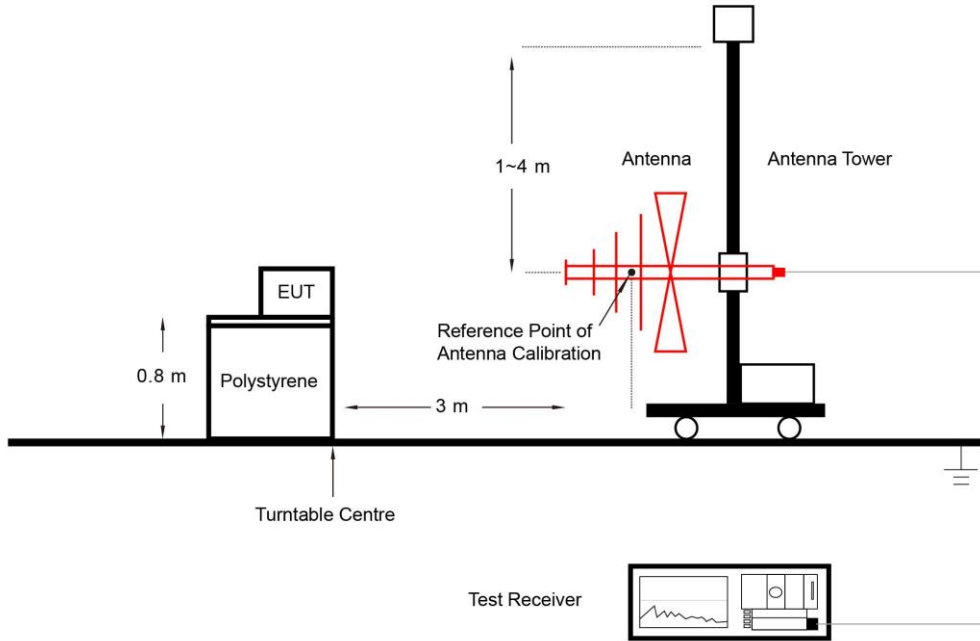 1~4 m
Antenna
Antenna Tower
EUT
Reference Point of
Antenna Calibration
0.8 m
Polystyrene
3 m
Turntable Centre
Test Receiver